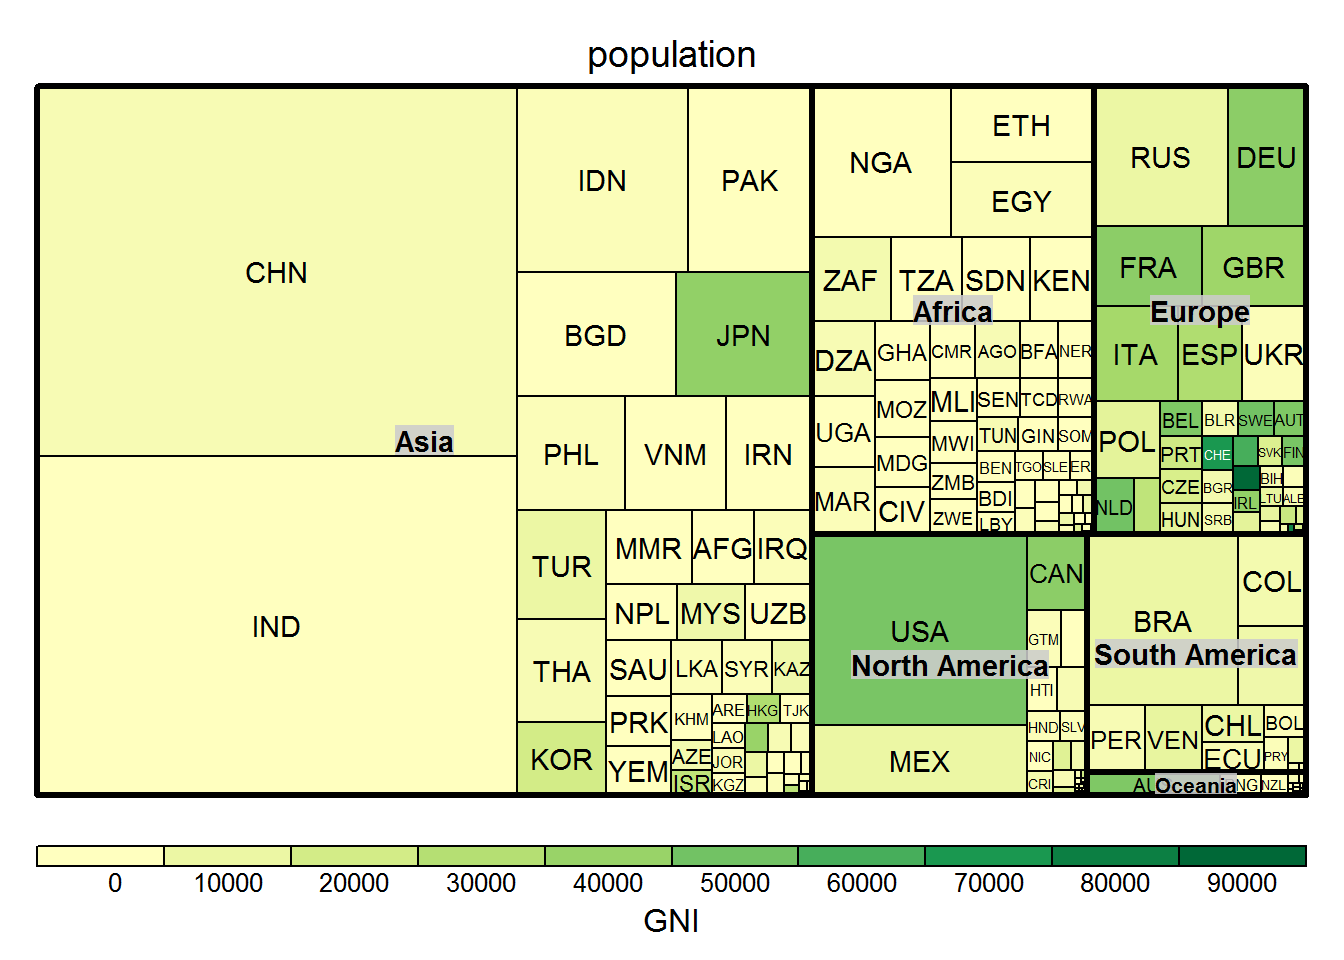 population
CHN
IND
Asia
IDN
PAK
BGD
JPN
PHL
VNM
IRN
TUR
THA
KOR
MMR
AFG
IRQ
NPL
MYS
UZB
SAU
LKA
SYR
KAZ
PRK
YEM
KHM
AZE
ISR
ARE
HKG
TJK
LAO
JOR
KGZ
NGA
ETH
EGY
ZAF
TZA
SDN
KEN
Africa
DZA
UGA
MAR
GHA
MOZ
MDG
CIV
CMR
AGO
BFA
NER
MLI
SEN
TCD
RWA
MWI
TUN
GIN
SOM
ZMB
BEN
TGO
SLE
ER
BDI
ZWE
LBY
RUS
DEU
FRA
GBR
Europe
ITA
ESP
UKR
POL
NLD
BEL
BLR
SWE
AUT
PRT
CHE
SVK
FIN
CZE
BGR
BIH
HUN
IRL
LTU
ALE
SRB
USA
North America
MEX
CAN
GTM
HTI
HND
SLV
NIC
CRI
BRA
COL
South America
PER
VEN
CHL
BOL
ECU
PRY
Oceania
NZL
0 10000 20000 30000 40000 50000 60000 70000 80000 90000
GNI